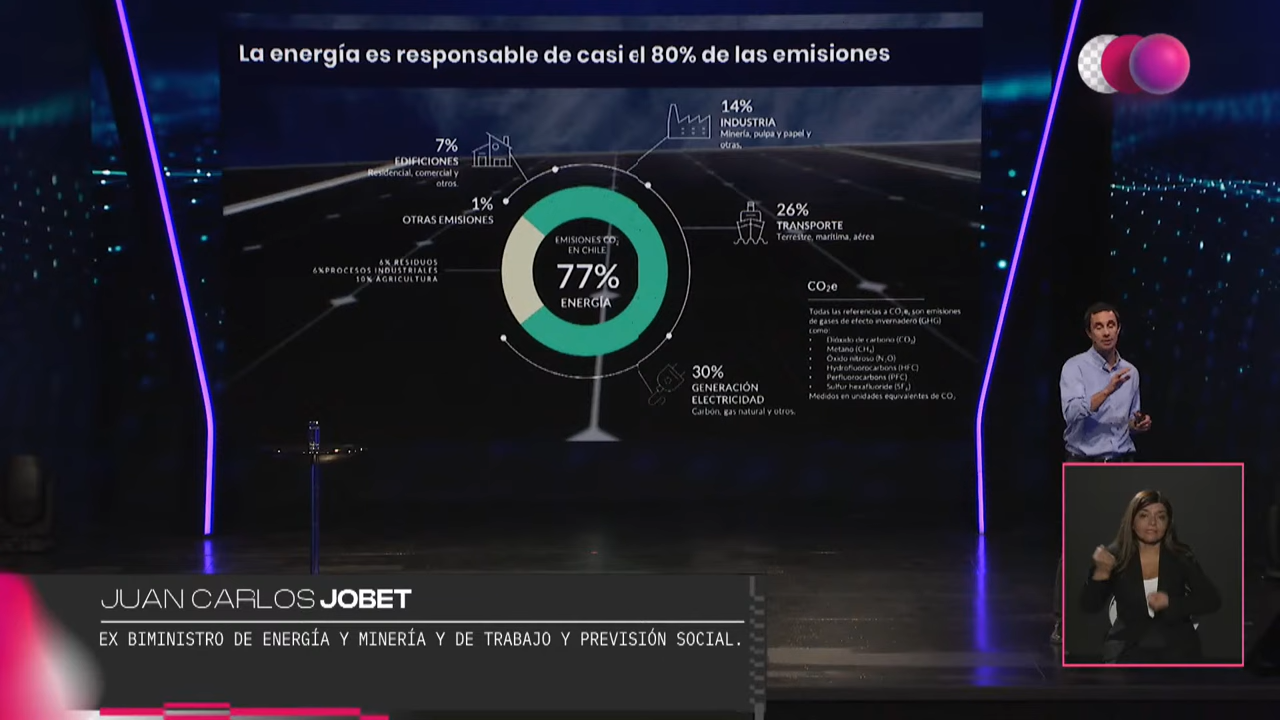 La energía es responsable de casi el 80% de las emisiones
14%
INDUSTRIA
Minería, pulpa y papel y
otras.
7%
EDIFICIONES
Residencial, comercial y
otros.
1%
OTRAS EMISIONES
26%
TRANSPORTE
Terrestre, marítima, aérea
EMISIONES CO₂
EN CHILE
77%
ENERGÍA
6% RESIDUOS
6%PROCESOS INDUSTRIALES
10% AGRICULTURA
CO₂e
Todas las referencias a CO₂e, son emisiones
de gases de efecto invernadero (GHG)
como:
• Dióxido de carbono (CO₂)
• Metano (CH₄)
• Óxido nitroso (N₂O)
• Hydrofluorocarbons (HFC)
• Perfluorocarbons (PFC)
• Sulfur hexafluoride (SF₆)
Medidos en unidades equivalentes de CO₂
30%
GENERACIÓN
ELECTRICIDAD
Carbón, gas natural y otros.
JUAN CARLOS JOBET
EX BIMINISTRO DE ENERGÍA Y MINERÍA Y DE TRABAJO Y PREVISIÓN SOCIAL.